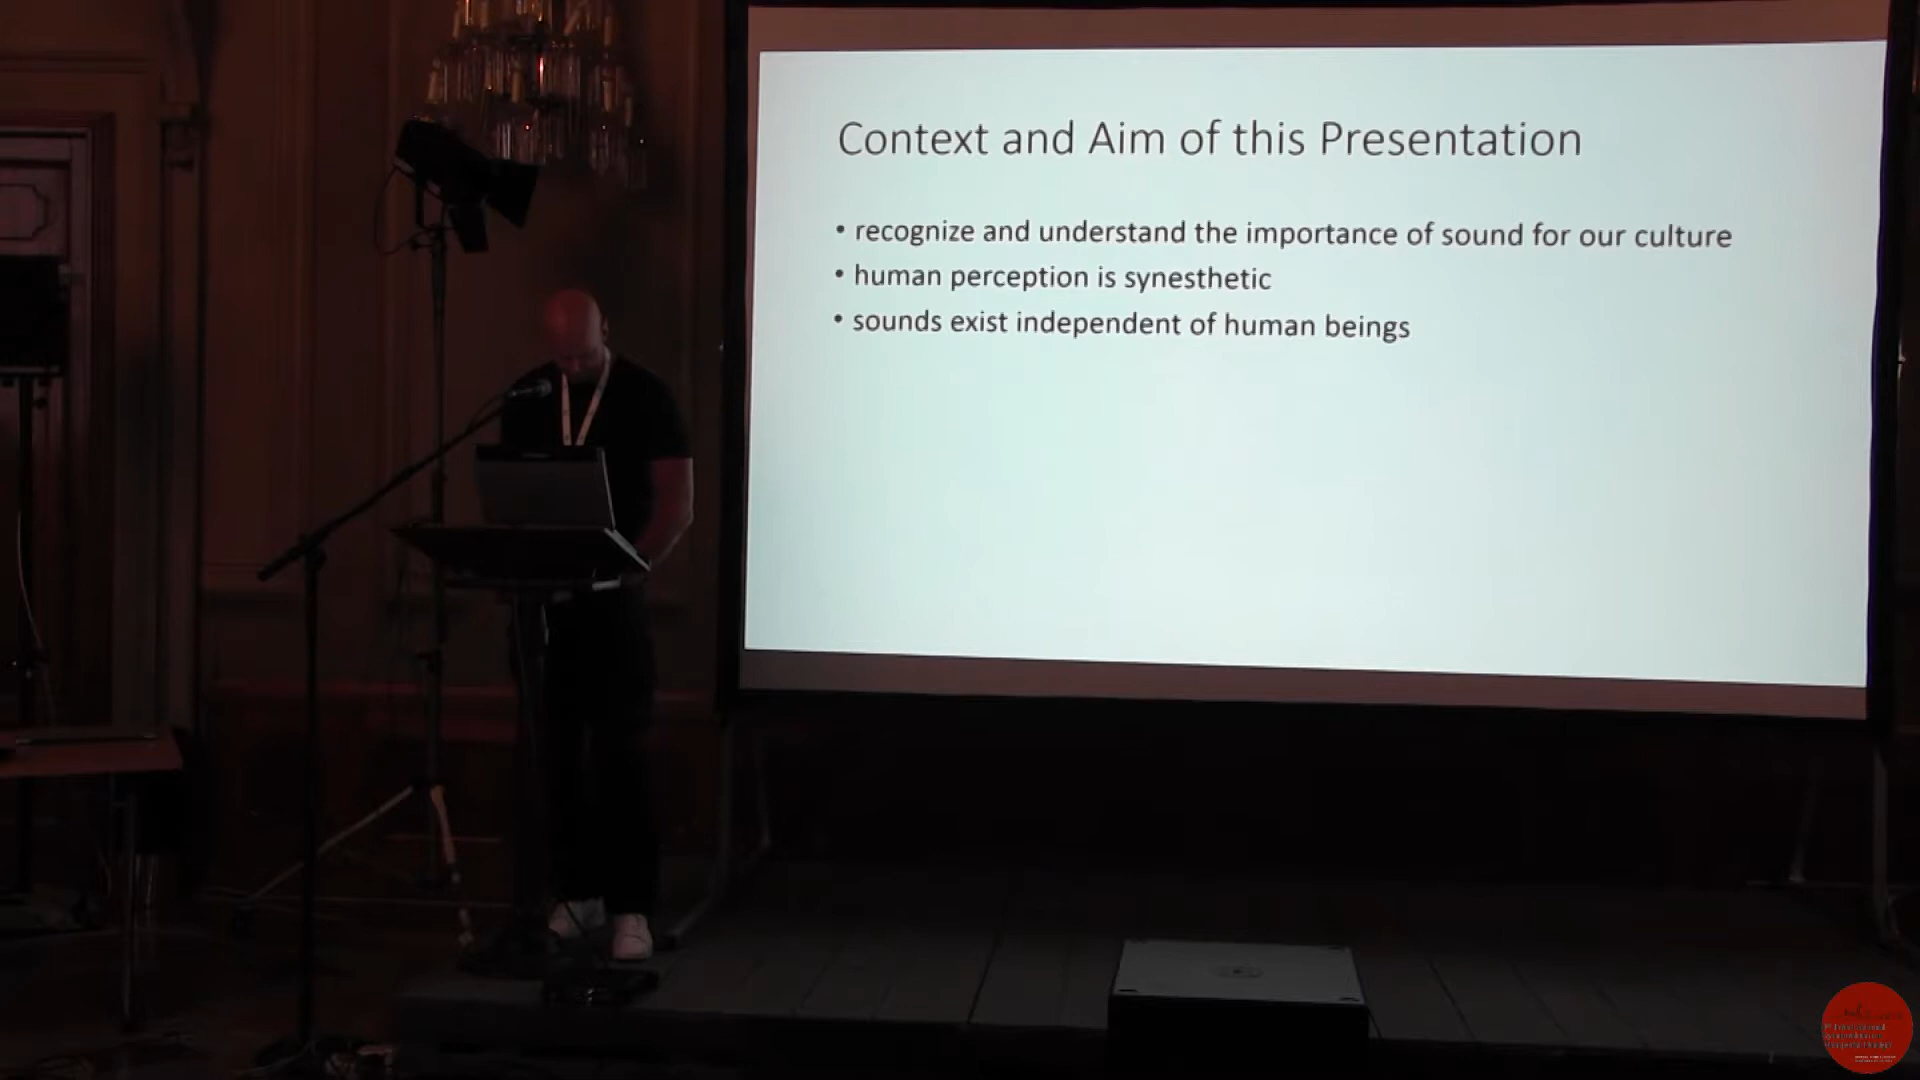 Context and Aim of this Presentation
• recognize and understand the importance of sound for our culture
• human perception is synesthetic
• sounds exist independent of human beings